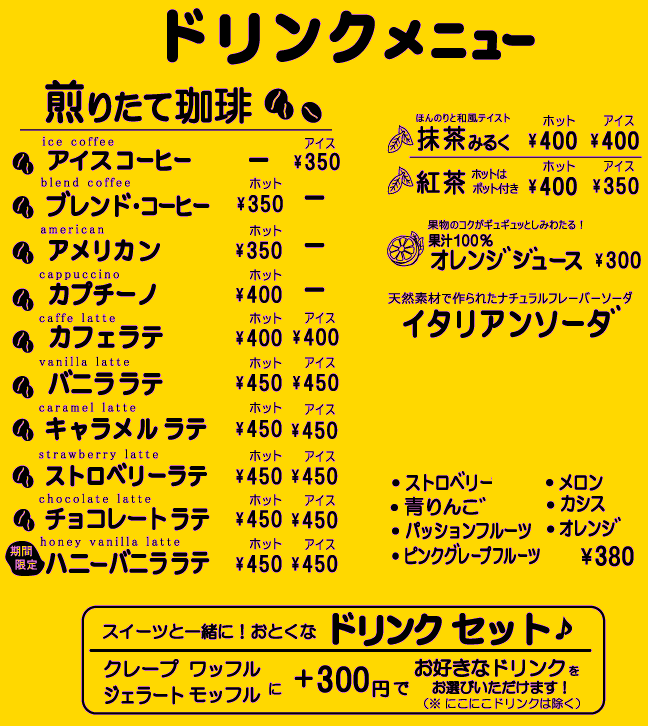 ドリンクメニュー
煎りたて珈琲
ice coffee
アイス
アイスコーヒー ー ¥350
blend coffee
ホット
ブレンド・コーヒー ¥350 ー
american
ホット
アメリカン ¥350 ー
cappuccino
ホット
カプチーノ ¥400 ー
caffe latte
ホット アイス
カフェラテ ¥400 ¥400
vanilla latte
ホット アイス
バニララテ ¥450 ¥450
caramel latte
ホット アイス
キャラメルラテ ¥450 ¥450
strawberry latte
ホット アイス
ストロベリーラテ ¥450 ¥450
chocolate latte
ホット アイス
チョコレートラテ ¥450 ¥450
honey vanilla latte
ホット アイス
期間
限定
ハニーバニララテ ¥450 ¥450
ほんのりと和風テイスト
ホット アイス
抹茶みるく ¥400 ¥400
ホット アイス
紅茶 ホットは
ポット付き ¥400 ¥350
果物のコクがギュギュッとしみわたる!
果汁100%
オレンジジュース ¥300
天然素材で作られたナチュラルフレーバーソーダ
イタリアンソーダ
•ストロベリー •メロン
•青りんご •カシス
•パッションフルーツ •オレンジ
•ピンクグレープフルーツ ¥380
スイーツと一緒に!おとくな ドリンクセット♪
クレープ ワッフル
ジェラート モッフル に
+300円で
お好きなドリンクを
お選びいただけます!
(※ にこにこドリンクは除く)